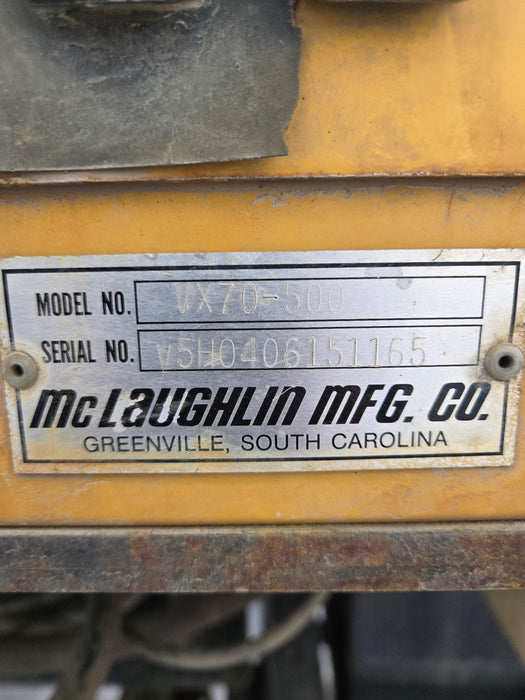 MODEL NO. VX70-500
SERIAL NO. V5H0406151165
McLaUGHLIN MFG. CO.
GREENVILLE, SOUTH CAROLINA